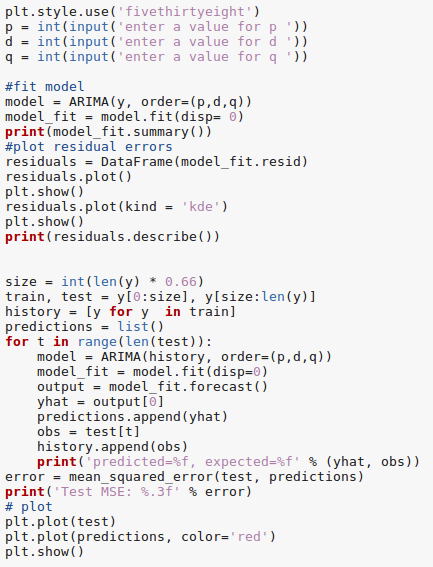 plt.style.use('fivethirtyeight')
p = int(input('enter a value for p '))
d = int(input('enter a value for d '))
q = int(input('enter a value for q '))

#fit model
model = ARIMA(y, order=(p,d,q))
model_fit = model.fit(disp= 0)
print(model_fit.summary())
#plot residual errors
residuals = DataFrame(model_fit.resid)
residuals.plot()
plt.show()
residuals.plot(kind = 'kde')
plt.show()
print(residuals.describe())


size = int(len(y) * 0.66)
train, test = y[0:size], y[size:len(y)]
history = [y for y  in train]
predictions = list()
for t in range(len(test)):
    model = ARIMA(history, order=(p,d,q))
    model_fit = model.fit(disp=0)
    output = model_fit.forecast()
    yhat = output[0]
    predictions.append(yhat)
    obs = test[t]
    history.append(obs)
    print('predicted=%f, expected=%f' % (yhat, obs))
error = mean_squared_error(test, predictions)
print('Test MSE: %.3f' % error)
# plot
plt.plot(test)
plt.plot(predictions, color='red')
plt.show()